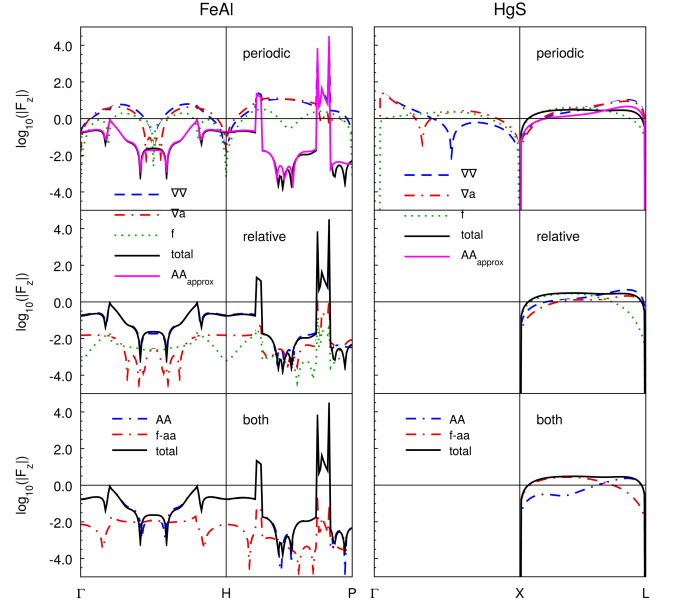 FeAl
HgS
periodic
periodic
log10(|Fz|)
4.0
2.0
0.0
-2.0
-4.0
∇∇
∇a
f
total
AAapprox
∇∇
∇a
f
total
AAapprox
relative
relative
log10(|Fz|)
4.0
2.0
0.0
-2.0
-4.0
both
both
log10(|Fz|)
4.0
2.0
0.0
-2.0
-4.0
AA
f-aa
total
AA
f-aa
total
Γ H P
Γ X L